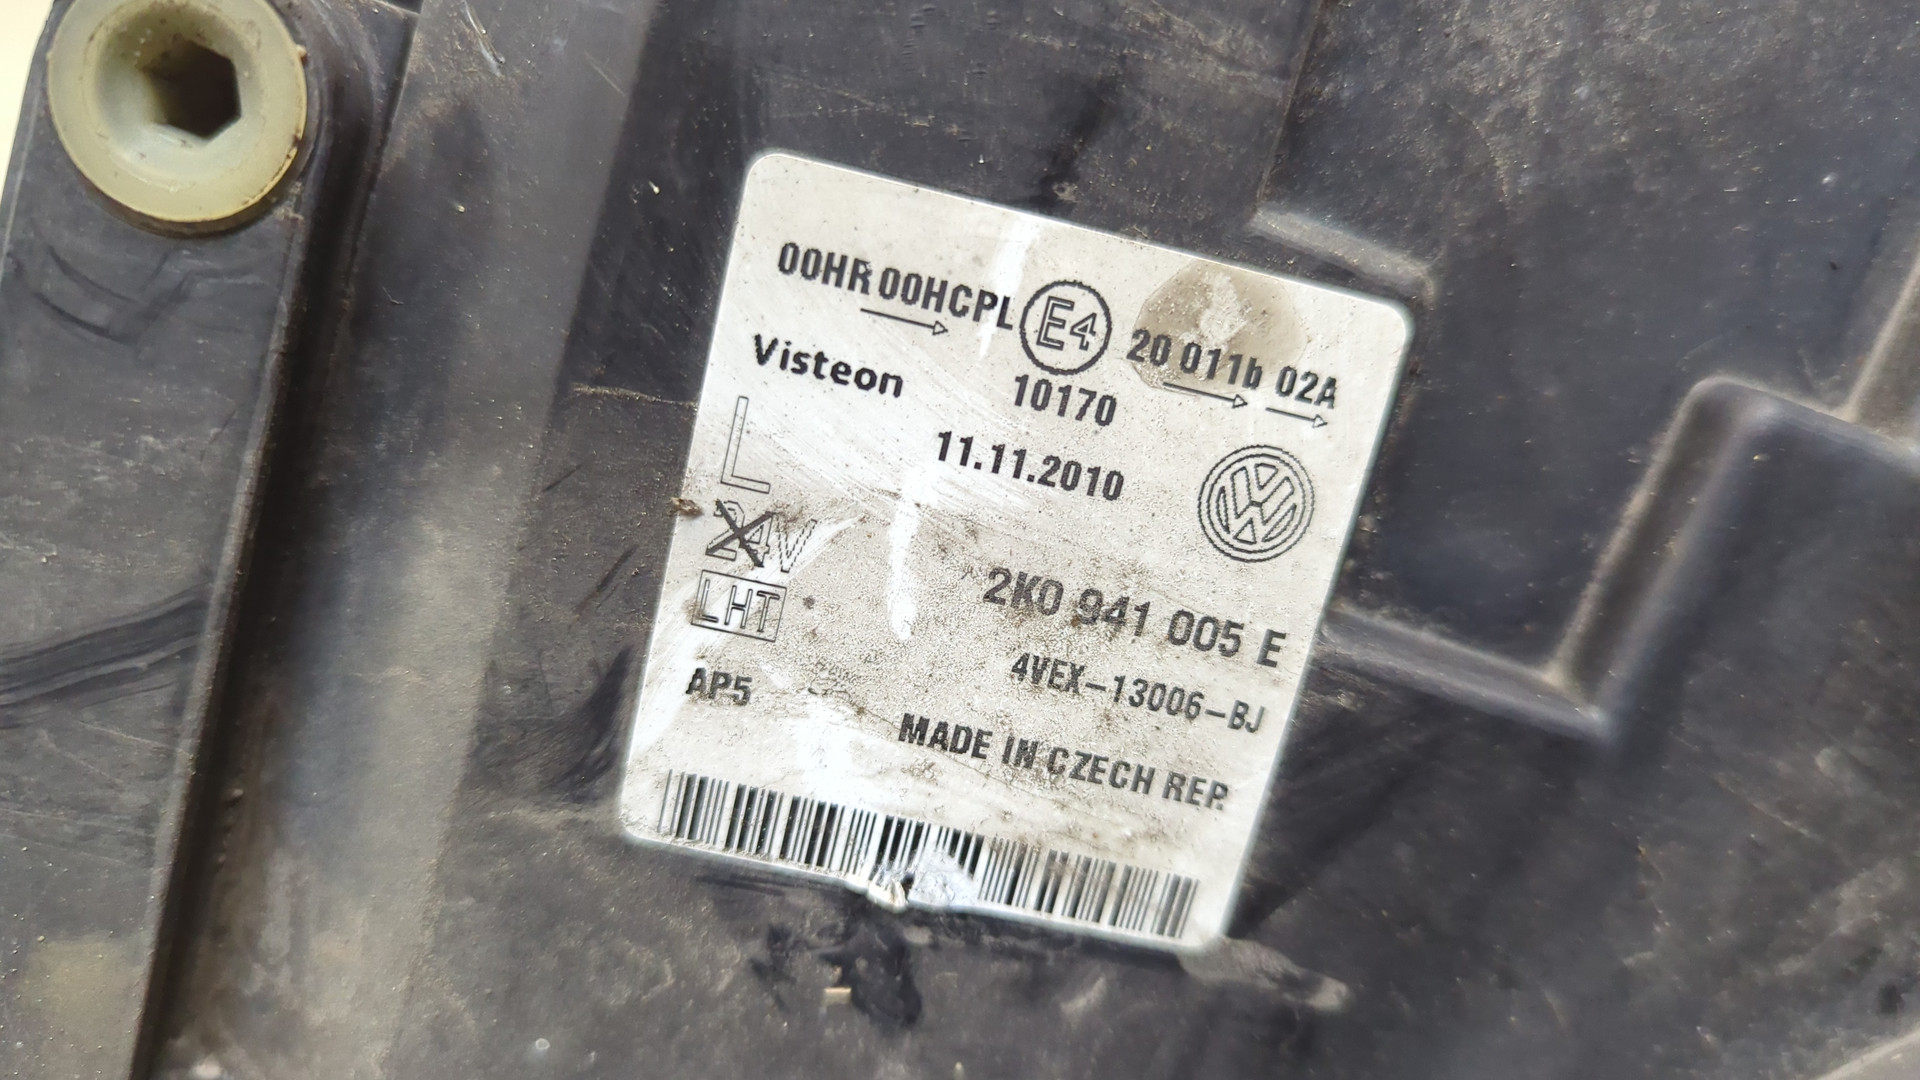 00HR 00HCPL E4 20 011b 02A
Visteon 10170
L 11.11.2010
24V
LHT 2K0 941 005 E
4VEX-13006-BJ
AP5
MADE IN CZECH REP.